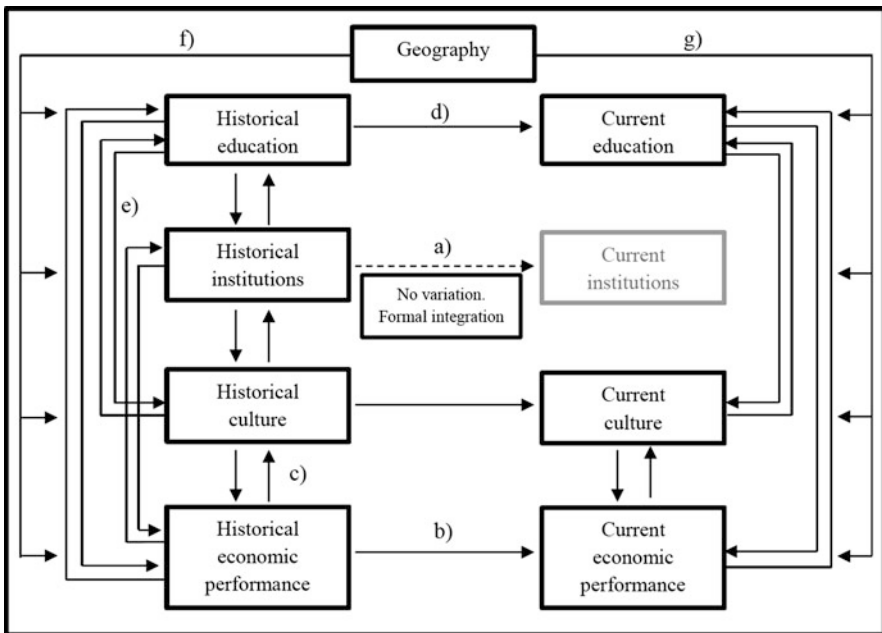 f)
Geography
g)
Historical
education
d)
Current
education
e)
Historical
institutions
a)
No variation.
Formal integration
Current
institutions
Historical
culture
Current
culture
c)
Historical
economic
performance
b)
Current
economic
performance